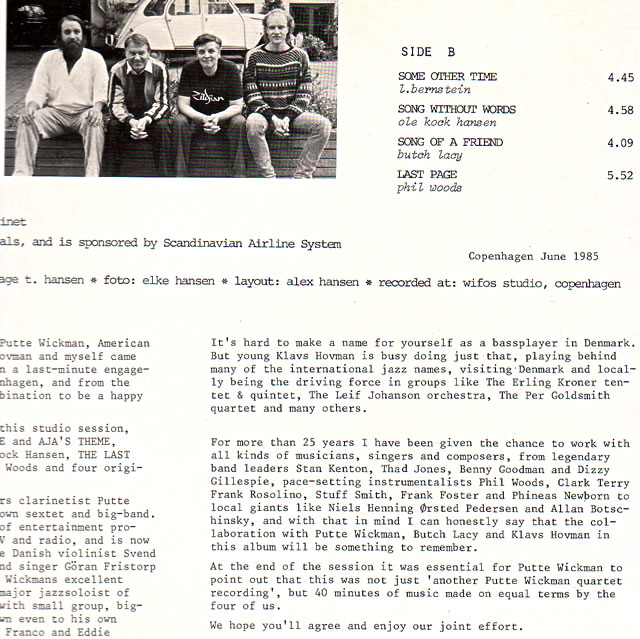 Zildjian
SIDE B
SOME OTHER TIME 4.45
l.bernstein
SONG WITHOUT WORDS 4.58
ole kock hansen
SONG OF A FRIEND 4.09
butch lacy
LAST PAGE 5.52
phil woods
inet
als, and is sponsored by Scandinavian Airline System
Copenhagen June 1985
age t. hansen * foto: elke hansen * layout: alex hansen * recorded at: wifos studio, copenhagen
Putte Wickman, American
ovman and myself came
n a last-minute engage-
nhagen, and from the
bination to be a happy
this studio session,
E and AJA'S THEME,
ock Hansen, THE LAST
Woods and four origi-
rs clarinetist Putte
own sextet and big-band.
of entertainment pro-
V and radio, and is now
e Danish violinist Svend
nd singer Göran Fristorp
Wickmans excellent
major jazzsoloist of
with small group, big-
wn even to his own
Franco and Eddie
It's hard to make a name for yourself as a bassplayer in Denmark.
But young Klavs Hovman is busy doing just that, playing behind
many of the international jazz names, visiting Denmark and local-
ly being the driving force in groups like The Erling Kroner ten-
tet & quintet, The Leif Johanson orchestra, The Per Goldsmith
quartet and many others.
For more than 25 years I have been given the chance to work with
all kinds of musicians, singers and composers, from legendary
band leaders Stan Kenton, Thad Jones, Benny Goodman and Dizzy
Gillespie, pace-setting instrumentalists Phil Woods, Clark Terry
Frank Rosolino, Stuff Smith, Frank Foster and Phineas Newborn to
local giants like Niels Henning Ørsted Pedersen and Allan Botsc-
hinsky, and with that in mind I can honestly say that the col-
laboration with Putte Wickman, Butch Lacy and Klavs Hovman in
this album will be something to remember.
At the end of the session it was essential for Putte Wickman to
point out that this was not just 'another Putte Wickman quartet
recording', but 40 minutes of music made on equal terms by the
four of us.
We hope you'll agree and enjoy our joint effort.